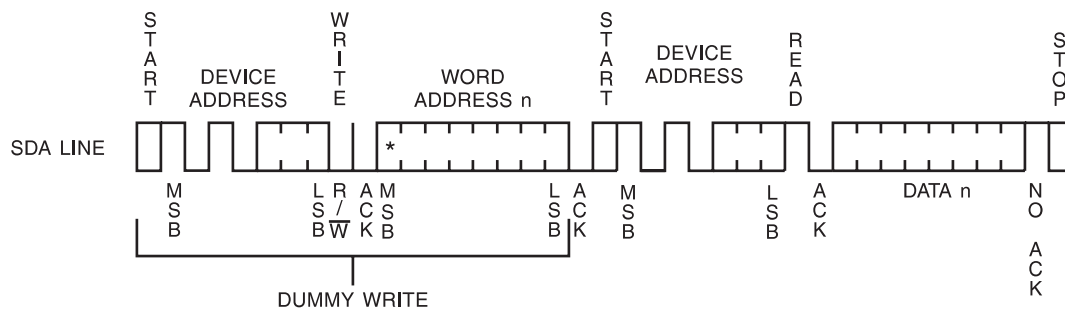 START
WRITE
START
READ
STOP
DEVICE
ADDRESS
WORD
ADDRESS n
DEVICE
ADDRESS
SDA LINE
*
MSB
LSB
R/W
ACK
MSB
LSB
ACK
MSB
LSB
ACK
DATA n
NO ACK
DUMMY WRITE